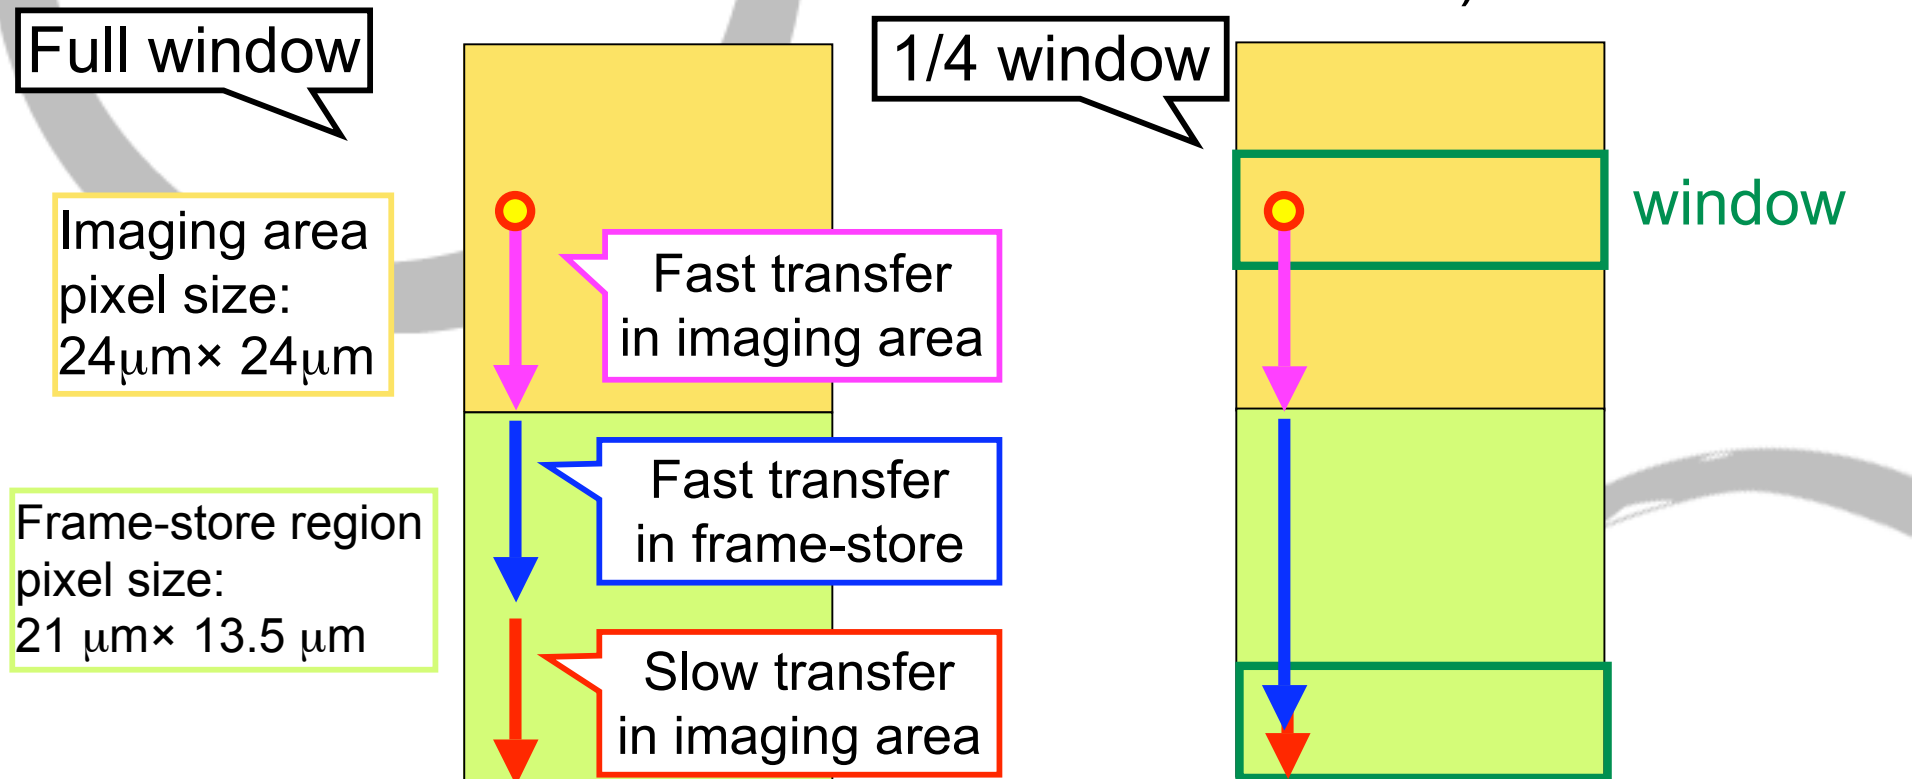 Full window
1/4 window
window
Imaging area
pixel size:
24μm× 24μm
Fast transfer
in imaging area
Frame-store region
pixel size:
21 μm× 13.5 μm
Fast transfer
in frame-store
Slow transfer
in imaging area